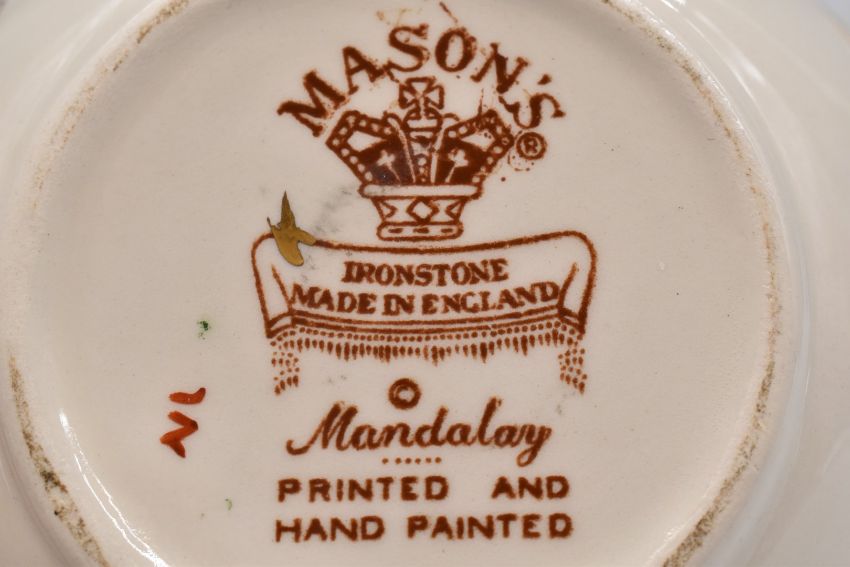 MASON'S®
IRONSTONE
MADE IN ENGLAND
©
Mandalay
PRINTED AND
HAND PAINTED